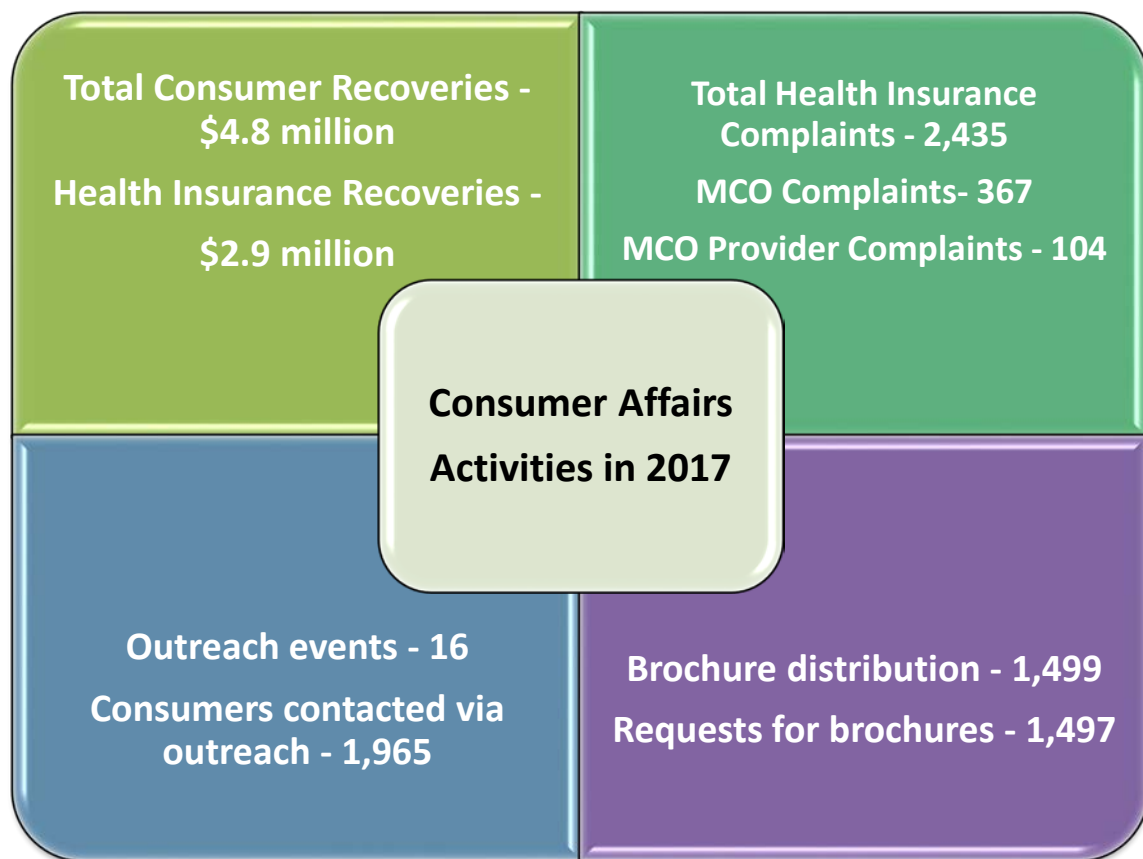 Total Consumer Recoveries -
$4.8 million
Health Insurance Recoveries -
$2.9 million
Total Health Insurance
Complaints - 2,435
MCO Complaints- 367
MCO Provider Complaints - 104
Consumer Affairs
Activities in 2017
Outreach events - 16
Consumers contacted via
outreach - 1,965
Brochure distribution - 1,499
Requests for brochures - 1,497